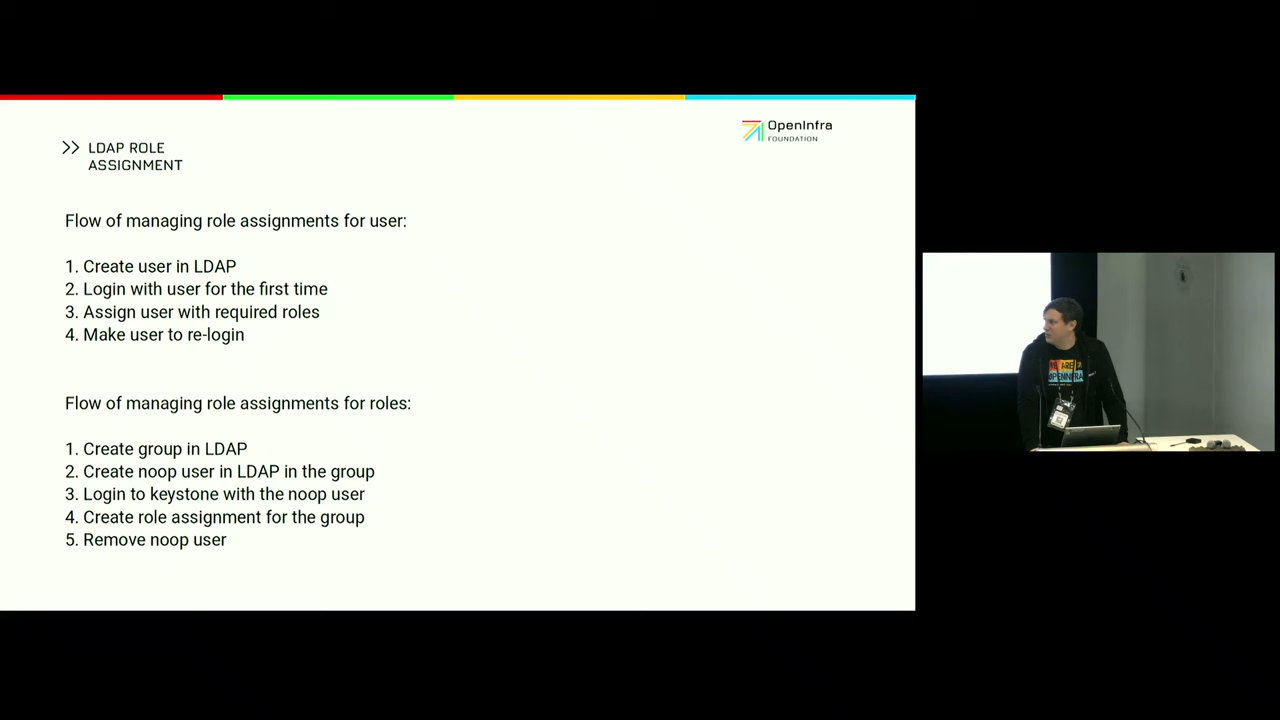 LDAP ROLE
ASSIGNMENT
OpenInfra
FOUNDATION
Flow of managing role assignments for user:
1. Create user in LDAP
2. Login with user for the first time
3. Assign user with required roles
4. Make user to re-login
Flow of managing role assignments for roles:
1. Create group in LDAP
2. Create noop user in LDAP in the group
3. Login to keystone with the noop user
4. Create role assignment for the group
5. Remove noop user